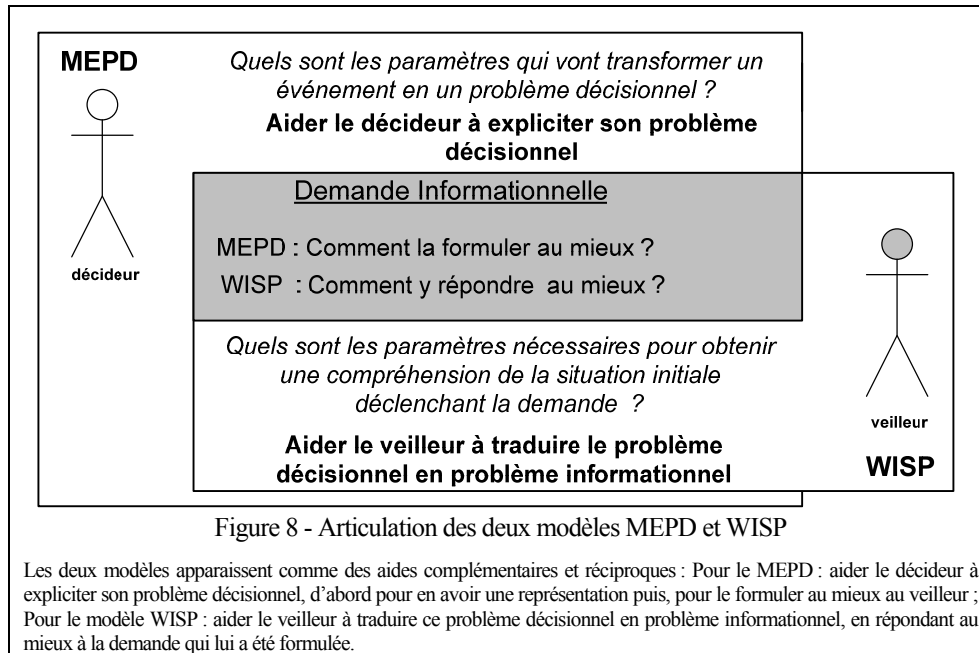 MEPD
Quels sont les paramètres qui vont transformer un
événement en un problème décisionnel ?
Aider le décideur à expliciter son problème
décisionnel
décideur
Demande Informationnelle
MEPD : Comment la formuler au mieux ?
WISP : Comment y répondre au mieux ?
Quels sont les paramètres nécessaires pour obtenir
une compréhension de la situation initiale
déclenchant la demande ?
Aider le veilleur à traduire le problème
décisionnel en problème informationnel
veilleur
WISP
Figure 8 - Articulation des deux modèles MEPD et WISP
Les deux modèles apparaissent comme des aides complémentaires et réciproques : Pour le MEPD : aider le décideur à
expliciter son problème décisionnel, d'abord pour en avoir une représentation puis, pour le formuler au mieux au veilleur ;
Pour le modèle WISP : aider le veilleur à traduire ce problème décisionnel en problème informationnel, en répondant au
mieux à la demande qui lui a été formulée.